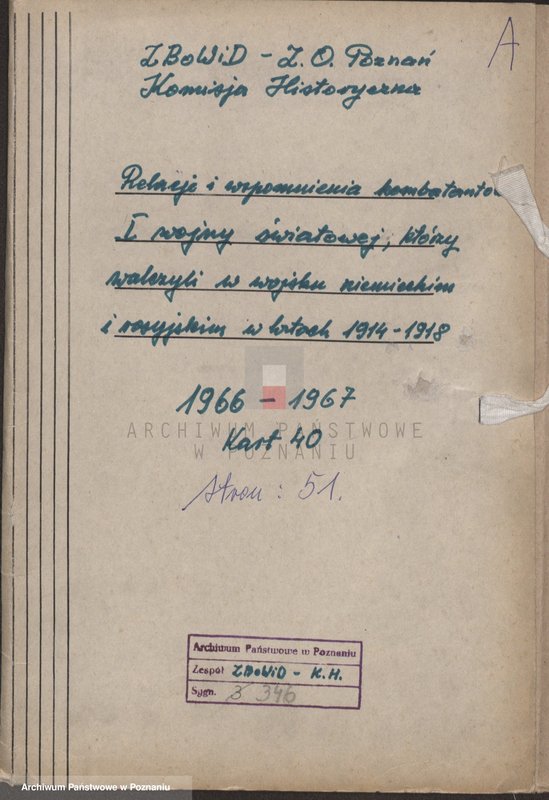 A
ZBoWiD - Z. O. Poznań
Komisja Historyczna
Relacje i wspomnienia kombatantów
I wojny światowej, którzy
walczyli w wojsku niemieckim
i rosyjskim w latach 1914-1918
1966 - 1967
ARCHIWUM PAŃSTWOWE
W POZNANIU
Kart 40
stron: 51.
Archiwum Państwowe w Poznaniu
Zespół ZBoWiD - K.H.
Sygn. 3 346
Archiwum Państwowe w Poznaniu